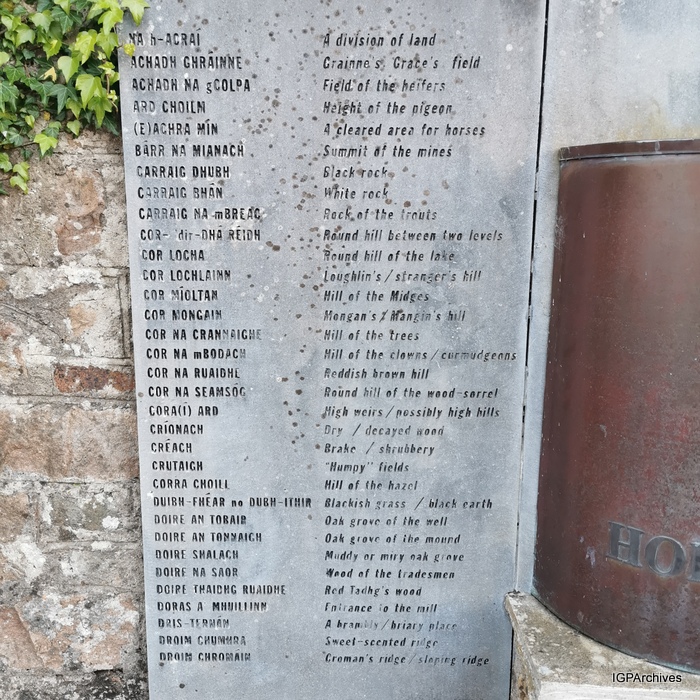 NA h-ACRAI A division of land
ACHADH GHRAINNE Grainne's, Grace's field
ACHADH NA gCOLPA Field of the heifers
ARD CHOILM Height of the pigeon
(E)ACHRA MÍN A cleared area for horses
BÁRR NA MIANACH Summit of the mines
CARRAIG DHUBH Black rock
CARRAIG BHÁN White rock
CARRAIG NA mBREAC Rock of the trouts
COR- 'dir-DHÁ RÉIDH Round hill between two levels
COR LOCHA Round hill of the lake
COR LOCHLAINN Loughlin's / stranger's hill
COR MÍOLTAN Hill of the Midges
COR MONGAIN Mongan's / Mangin's hill
COR NA CRANNAIGHE Hill of the trees
COR NA mBODACH Hill of the clowns / curmudgeons
COR NA RUAIDHE Reddish brown hill
COR NA SEAMSÓG Round hill of the wood-sorrel
CORA(Í) ARD High weirs / possibly high hills
CRÍONACH Dry / decayed wood
CRÉACH Brake / shrubbery
CRUTAIGH "Humpy" fields
CORRA CHOILL Hill of the hazel
DUIBH-FHÉAR no DUBH-ITHIR Blackish grass / black earth
DOIRE AN TOBAIR Oak grove of the well
DOIRE AN TONNAIGH Oak grove of the mound
DOIRE SHALACH Muddy or miry oak grove
DOIRE NA SAOR Wood of the tradesmen
DOIRE THAIDHG RUAIDHE Red Tadhg's wood
DORAS A MHUILLINN Entrance to the mill
DRIS-TERNÁN A brambly / briary place
DROIM CHUMHRA Sweet-scented ridge
DROIM CHROMAIN Croman's ridge / sloping ridge
HO
IGPArchives